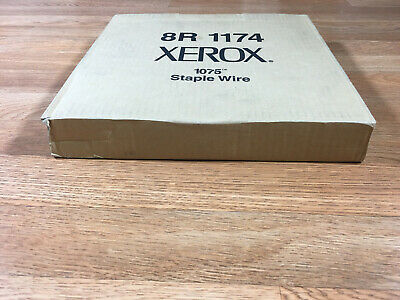 8R 1174
XEROX®
1075™
Staple Wire